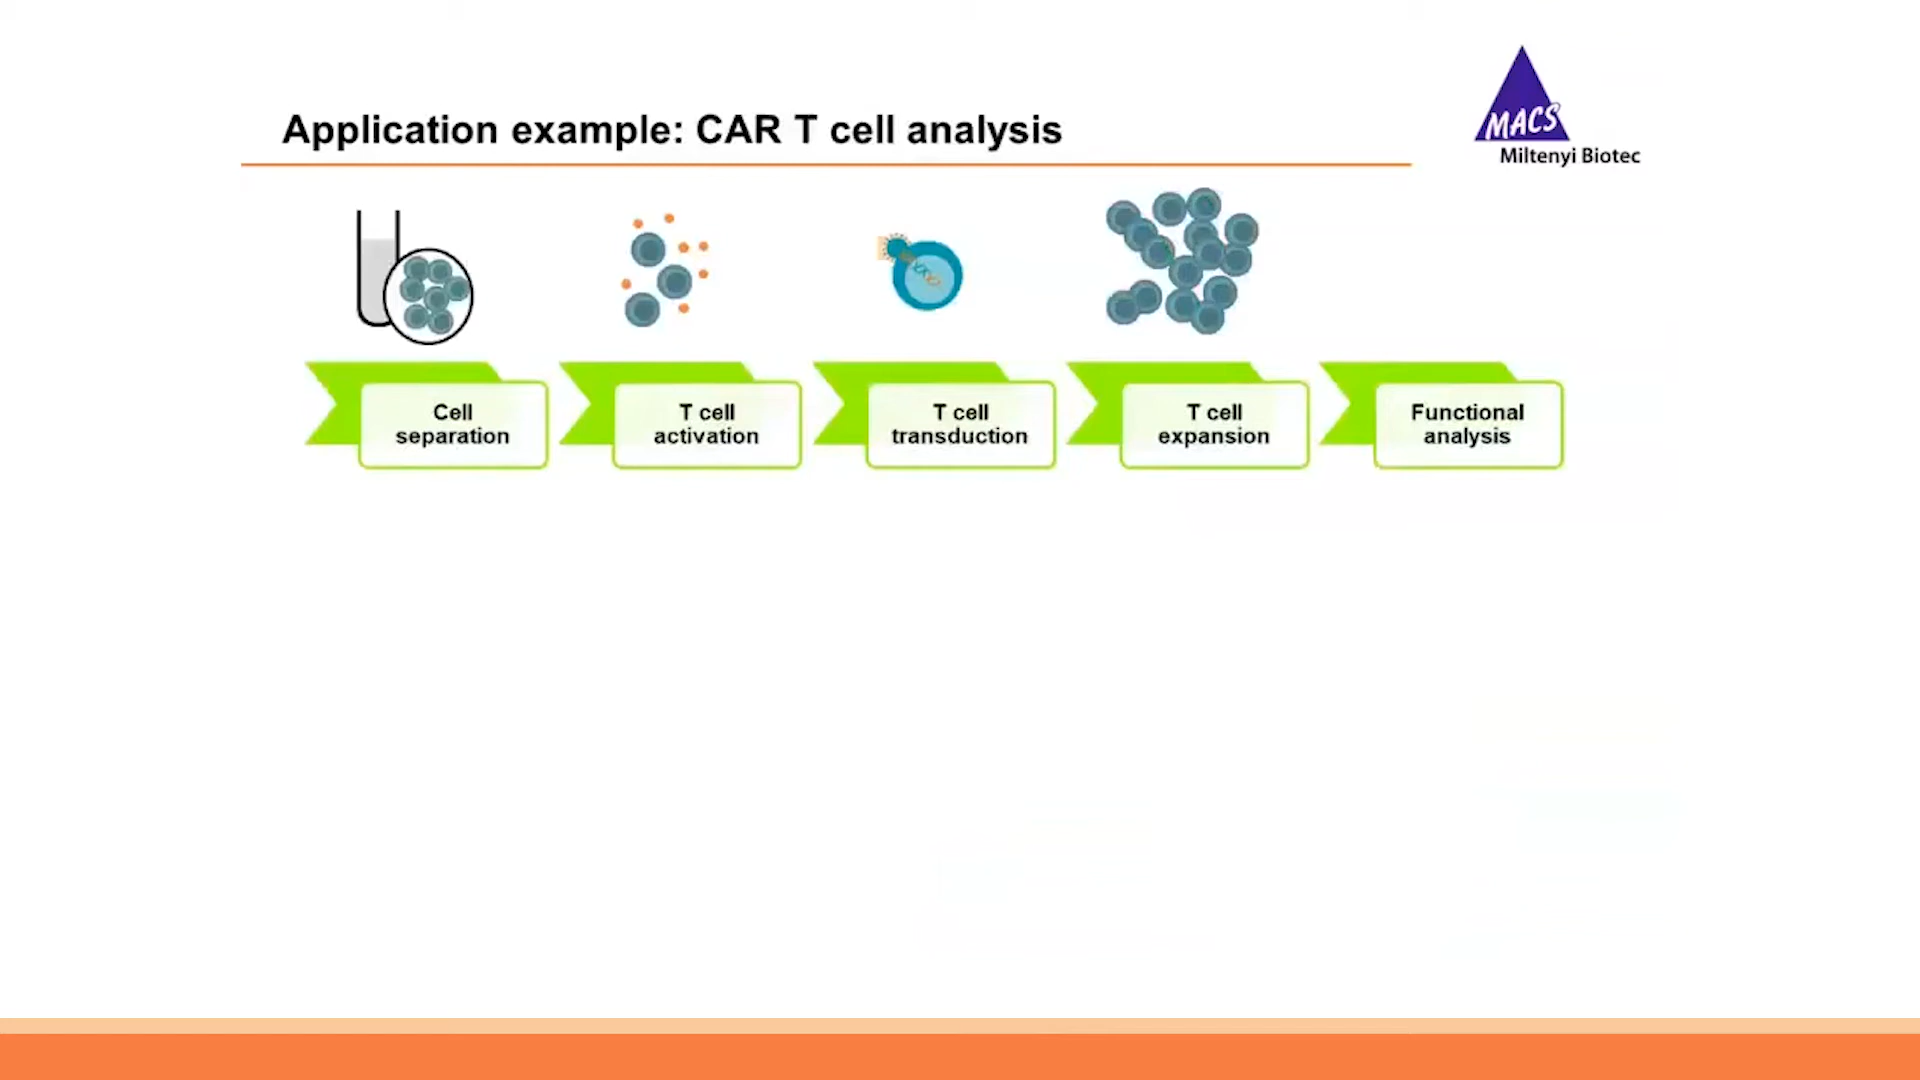 Application example: CAR T cell analysis
MACS
Miltenyi Biotec
Cell
separation
T cell
activation
T cell
transduction
T cell
expansion
Functional
analysis